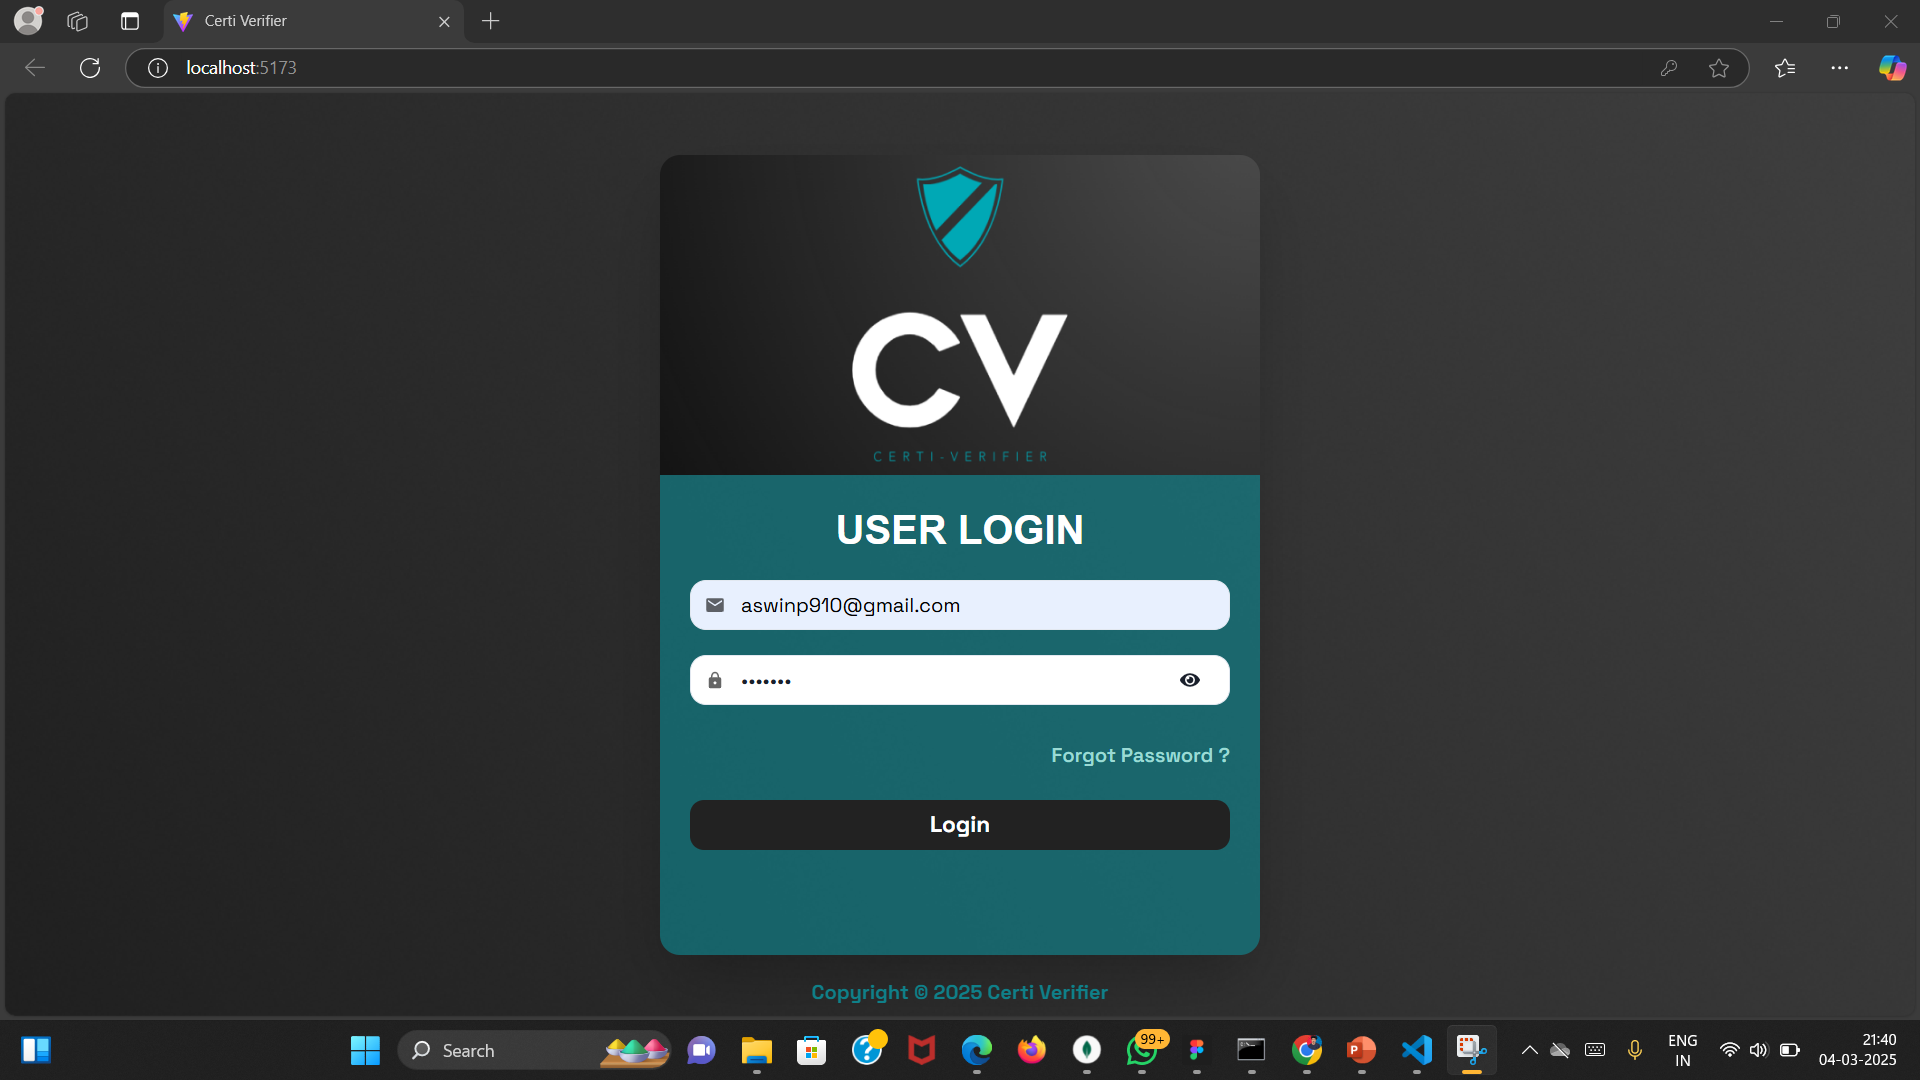 Certi Verifier
localhost:5173
CV
CERTI-VERIFIER
USER LOGIN
aswinp910@gmail.com
•••••••
Forgot Password ?
Login
Copyright © 2025 Certi Verifier
Search
99+
ENG
IN
21:40
04-03-2025